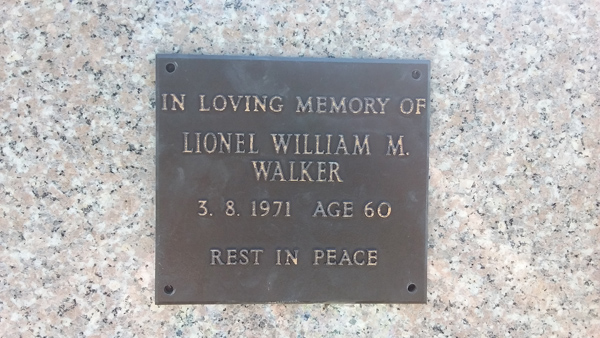 IN LOVING MEMORY OF
LIONEL WILLIAM M.
WALKER
3. 8. 1971 AGE 60
REST IN PEACE